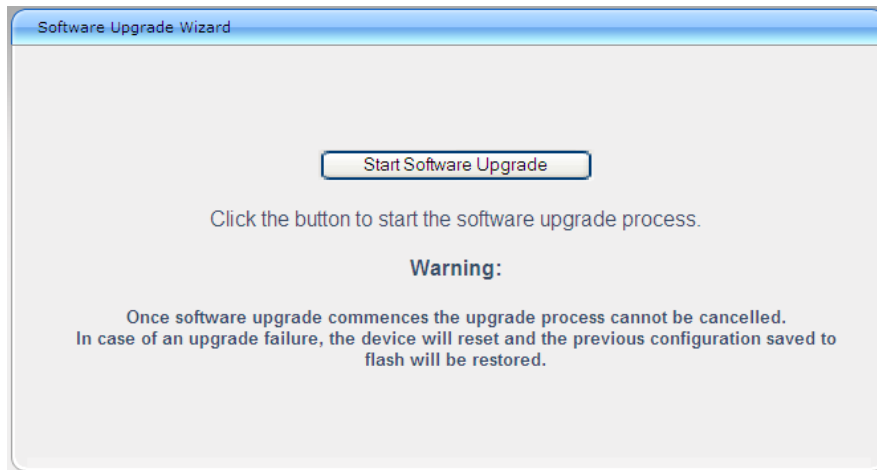 Software Upgrade Wizard
Start Software Upgrade
Click the button to start the software upgrade process.
Warning:
Once software upgrade commences the upgrade process cannot be cancelled.
In case of an upgrade failure, the device will reset and the previous configuration saved to
flash will be restored.